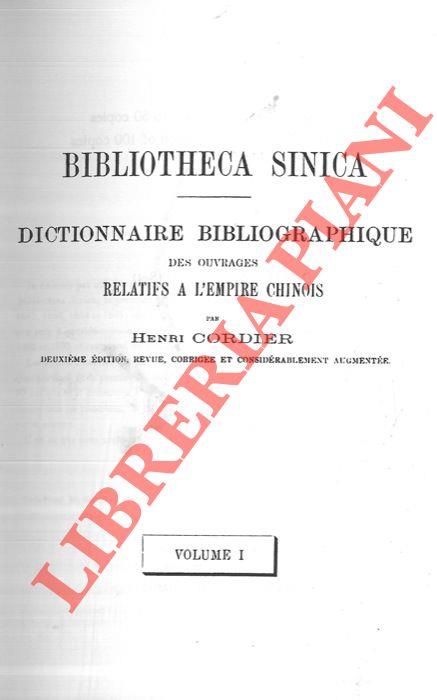 BIBLIOTHECA SINICA
DICTIONNAIRE BIBLIOGRAPHIQUE
DES OUVRAGES
RELATIFS A L'EMPIRE CHINOIS
PAR
HENRI CORDIER
DEUXIÈME ÉDITION, REVUE, CORRIGEE ET CONSIDÉRABLEMENT AUGMENTÉE.
LIBRERIA PIANI
VOLUME I